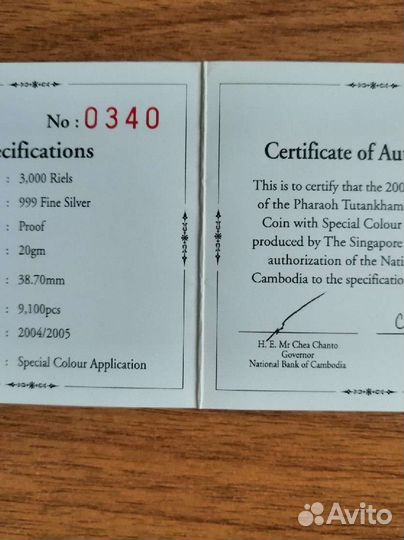 No : 0340
ecifications
: 3,000 Riels
: 999 Fine Silver
: Proof
: 20gm
: 38.70mm
: 9,100pcs
: 2004/2005
: Special Colour Application
Certificate of Aut
This is to certify that the 200
of the Pharaoh Tutankham
Coin with Special Colour
produced by The Singapore
authorization of the Nati
Cambodia to the specification
H. E. Mr Chea Chanto
Governor
National Bank of Cambodia
Avito